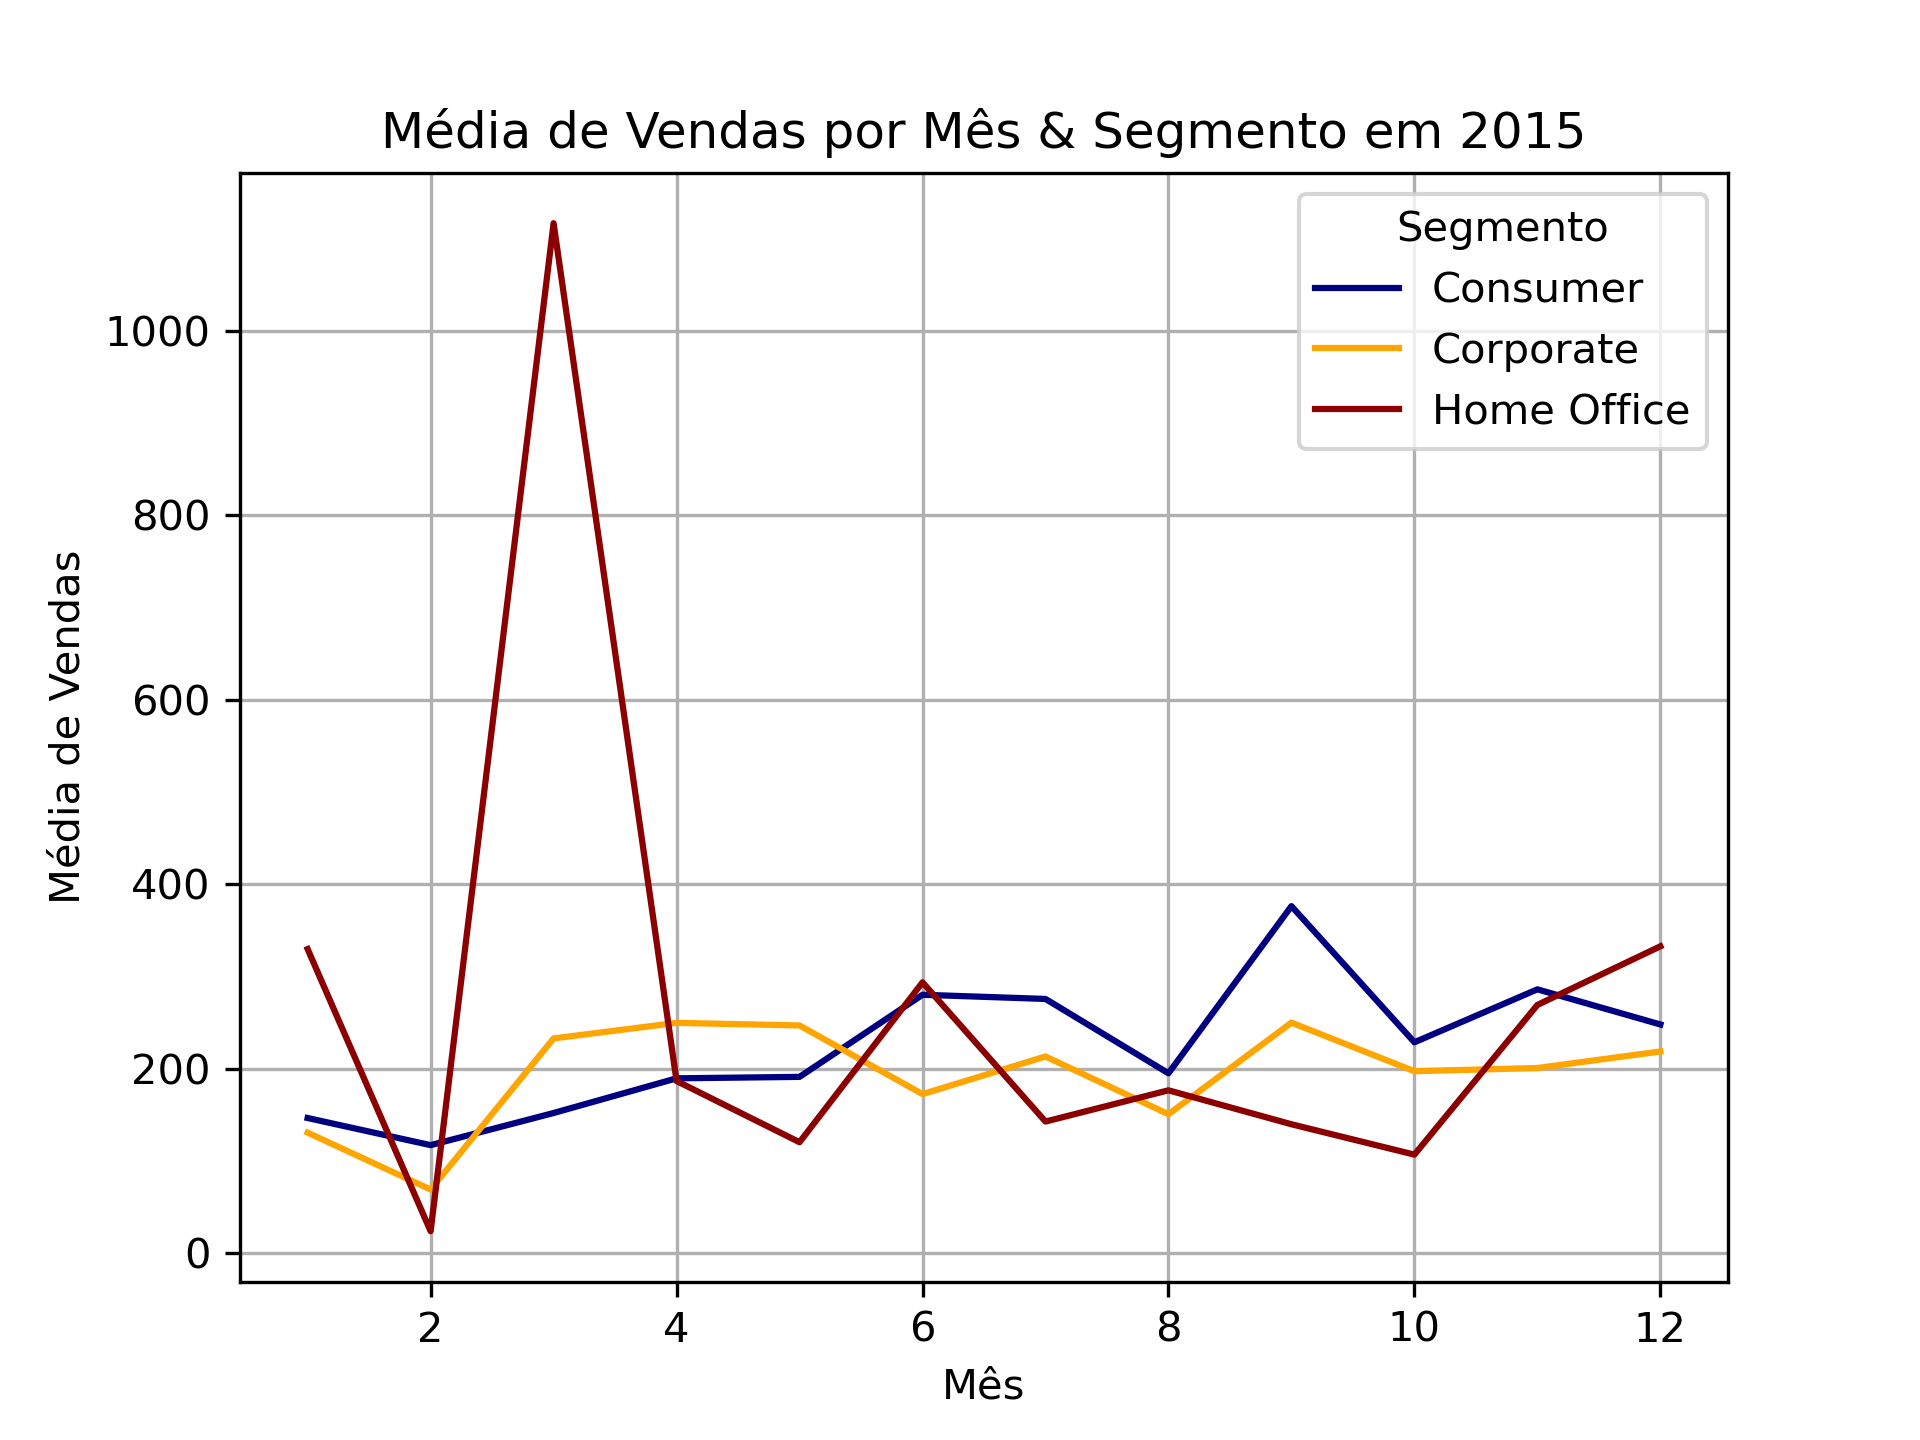 Média de Vendas por Mês & Segmento em 2015
Segmento
Consumer
Corporate
Home Office
Média de Vendas
1000
800
600
400
200
0
2 4 6 8 10 12
Mês